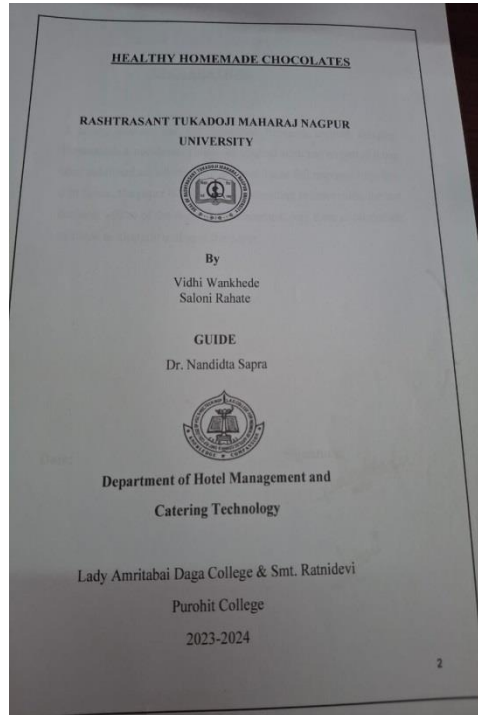 HEALTHY HOMEMADE CHOCOLATES
RASHTRASANT TUKADOJI MAHARAJ NAGPUR
UNIVERSITY
By
Vidhi Wankhede
Saloni Rahate
GUIDE
Dr. Nandidta Sapra
Department of Hotel Management and
Catering Technology
Lady Amritabai Daga College & Smt. Ratnidevi
Purohit College
2023-2024
2